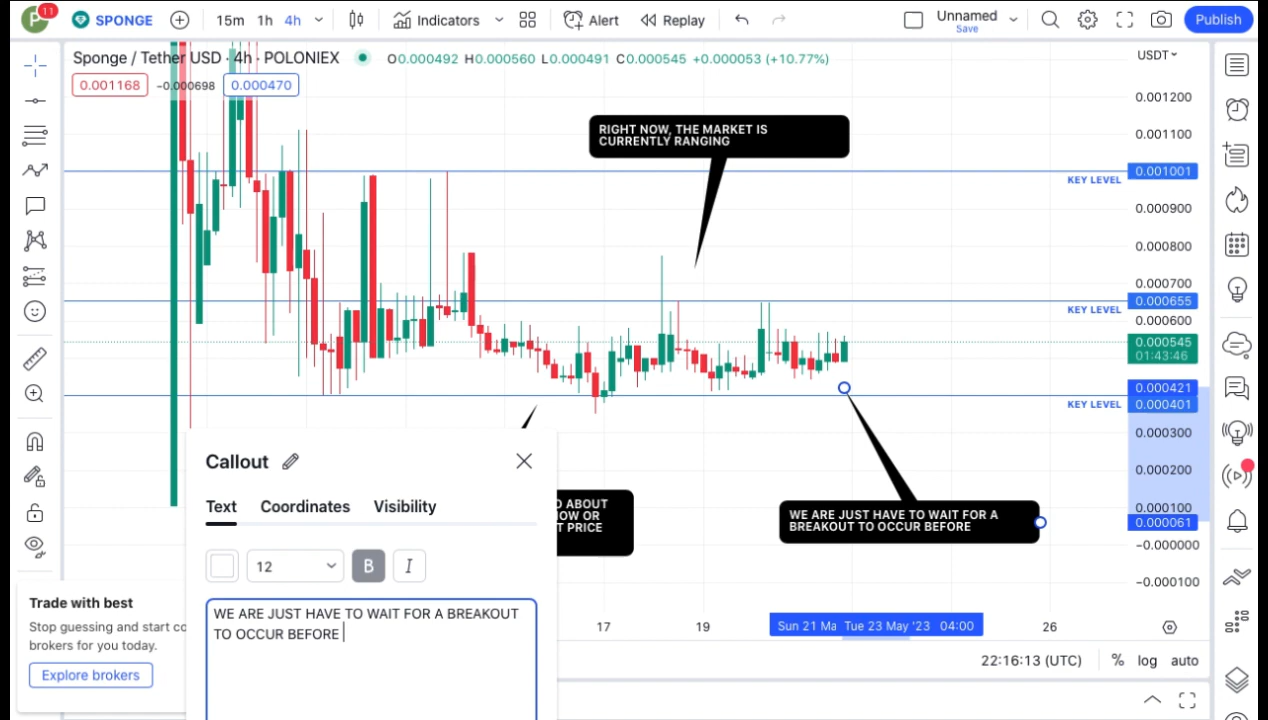 P
11
SPONGE
15m 1h 4h
Indicators
Alert
Replay
Unnamed
Save
Publish
Sponge / Tether USD · 4h · POLONIEX
O0.000492 H0.000560 L0.000491 C0.000545 +0.000053 (+10.77%)
USDT
0.001168
-0.000698
0.000470
0.001200
RIGHT NOW, THE MARKET IS
CURRENTLY RANGING
0.001100
0.001001
KEY LEVEL
0.000900
0.000800
0.000700
0.000655
KEY LEVEL
0.000600
0.000545
01:43:46
0.000421
0.000401
KEY LEVEL
0.000300
0.000200
0.000100
0.000061
−0.000000
−0.000100
Callout
Text Coordinates Visibility
12
B
I
ABOUT
OW OR
T PRICE
WE ARE JUST HAVE TO WAIT FOR A
BREAKOUT TO OCCUR BEFORE
WE ARE JUST HAVE TO WAIT FOR A BREAKOUT
TO OCCUR BEFORE
Trade with best
Stop guessing and start co
brokers for you today.
Explore brokers
17
19
Sun 21 Ma
Tue 23 May '23 04:00
26
22:16:13 (UTC)
% log auto